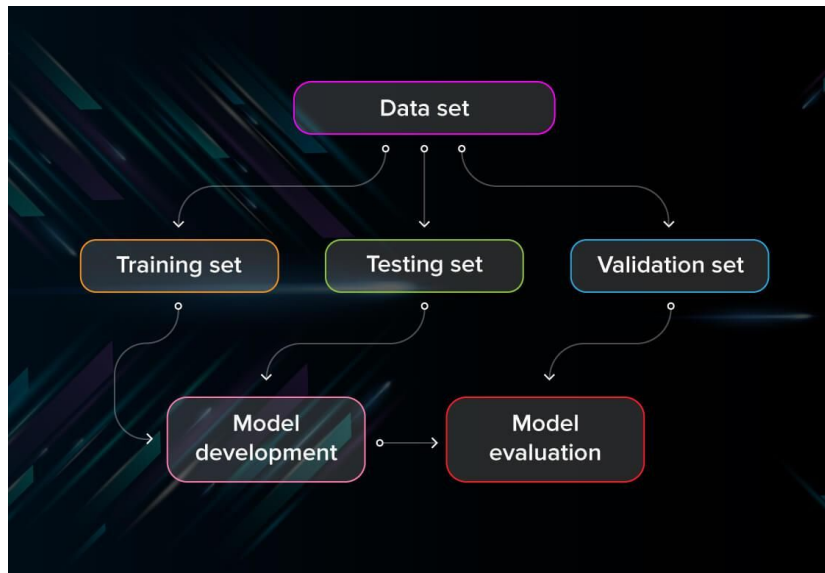 Data set
Training set
Testing set
Validation set
Model
development
Model
evaluation